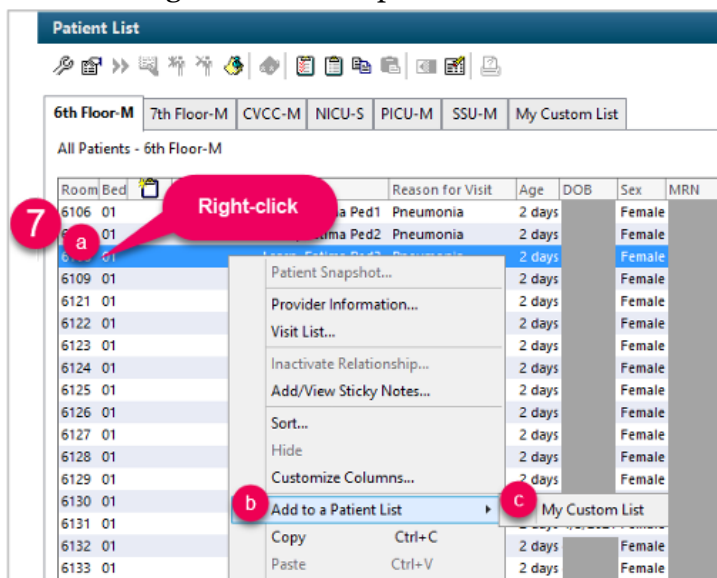 Patient List
6th Floor-M 7th Floor-M CVCC-M NICU-S PICU-M SSU-M My Custom List
All Patients - 6th Floor-M
Room Bed Reason for Visit Age DOB Sex MRN
7
Right-click
6106 01 Ped1 Pneumonia 2 days Female
a
01 Ped2 Pneumonia 2 days Female
01 2 days Female
6109 01 2 days Female
6121 01 2 days Female
6122 01 2 days Female
6123 01 2 days Female
6124 01 2 days Female
6125 01 2 days Female
6126 01 2 days Female
6127 01 2 days Female
6128 01 2 days Female
6129 01 2 days Female
6130 01
6131 01
6132 01 2 days Female
6133 01 2 days Female
Patient Snapshot...
Provider Information...
Visit List...
Inactivate Relationship...
Add/View Sticky Notes...
Sort...
Hide
Customize Columns...
b
Add to a Patient List
c
My Custom List
Copy Ctrl+C
Paste Ctrl+V